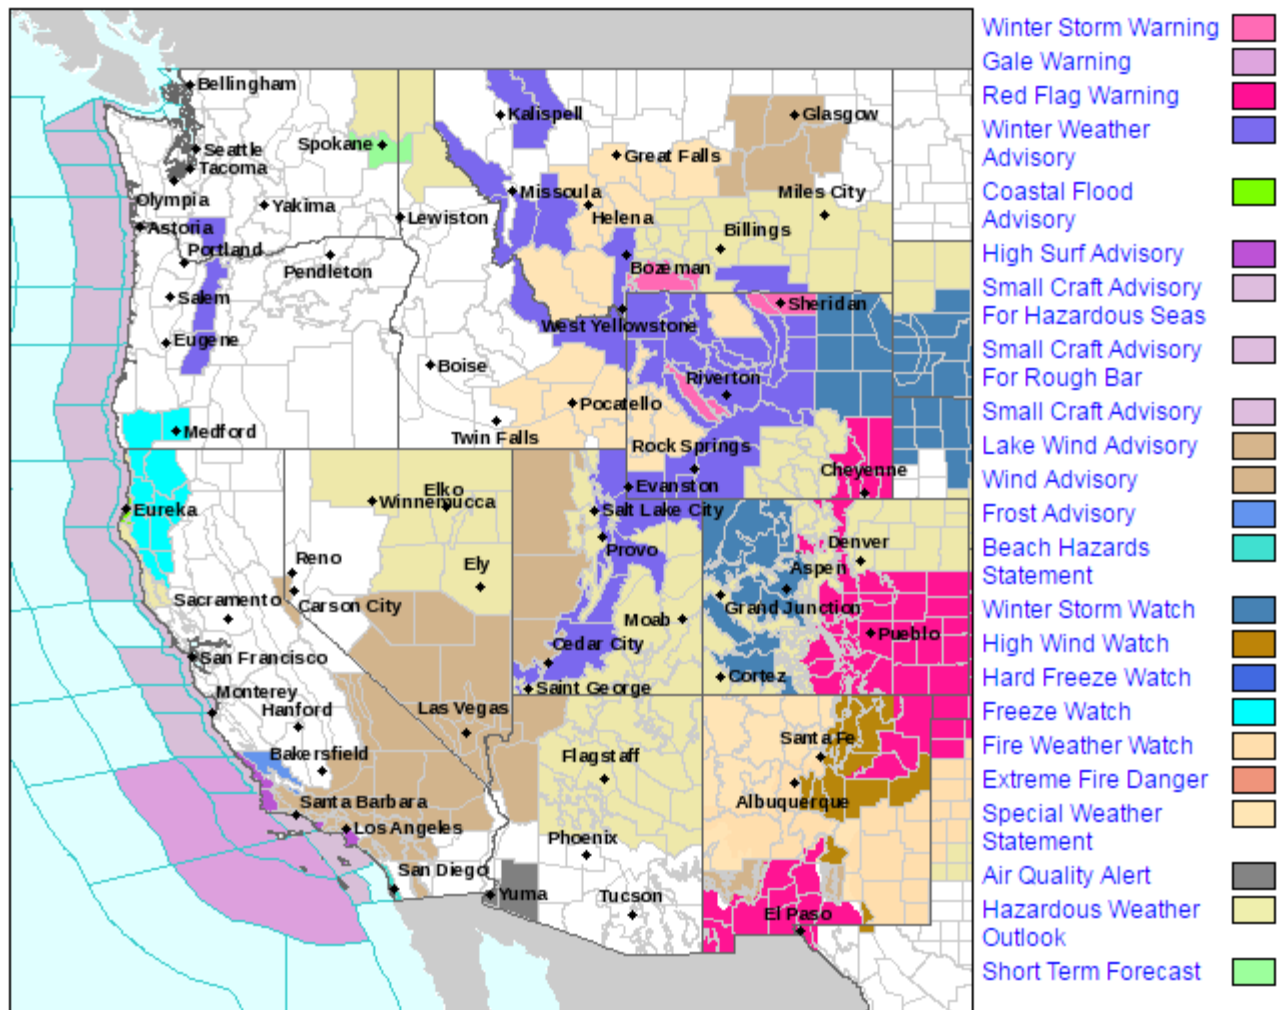 Winter Storm Warning
Gale Warning
Red Flag Warning
Winter Weather
Advisory
Coastal Flood
Advisory
High Surf Advisory
Small Craft Advisory
For Hazardous Seas
Small Craft Advisory
For Rough Bar
Small Craft Advisory
Lake Wind Advisory
Wind Advisory
Frost Advisory
Beach Hazards
Statement
Winter Storm Watch
High Wind Watch
Hard Freeze Watch
Freeze Watch
Fire Weather Watch
Extreme Fire Danger
Special Weather
Statement
Air Quality Alert
Hazardous Weather
Outlook
Short Term Forecast
Bellingham
Kalispell
Glasgow
Spokane
Seattle
Great Falls
Tacoma
Missoula
Miles City
Olympia
Yakima
Helena
Lewiston
Astoria
Billings
Portland
Pendleton
Bozeman
Salem
Sheridan
West Yellowstone
Eugene
Boise
Riverton
Pocatello
Medford
Twin Falls
Rock Springs
Cheyenne
Evanston
Elko
Winnemucca
Eureka
Salt Lake City
Provo
Denver
Reno
Ely
Aspen
Sacramento
Carson City
Grand Junction
Moab
Pueblo
Cedar City
San Francisco
Cortez
Saint George
Monterey
Hanford
Las Vegas
Santa Fe
Bakersfield
Flagstaff
Santa Barbara
Albuquerque
Los Angeles
Phoenix
San Diego
Yuma
Tucson
El Paso